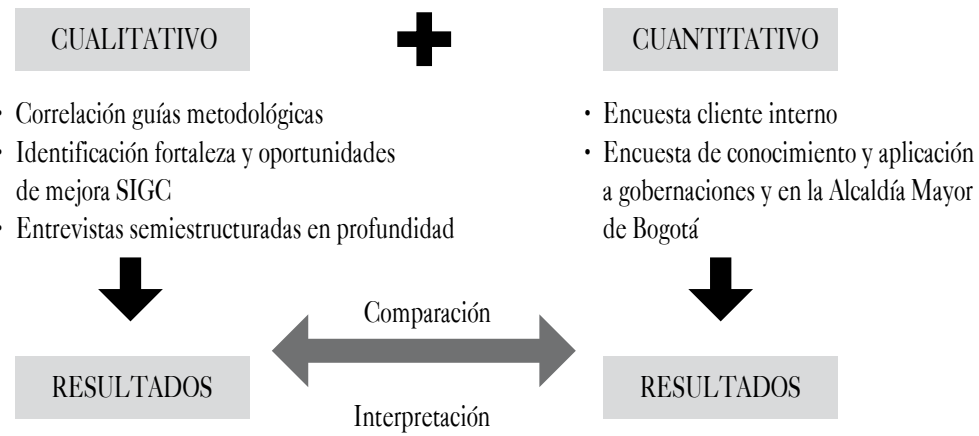 CUALITATIVO
CUANTITATIVO
• Correlación guías metodológicas
• Identificación fortaleza y oportunidades
de mejora SIGC
• Entrevistas semiestructuradas en profundidad
• Encuesta cliente interno
• Encuesta de conocimiento y aplicación
a gobernaciones y en la Alcaldía Mayor
de Bogotá
Comparación
RESULTADOS
RESULTADOS
Interpretación